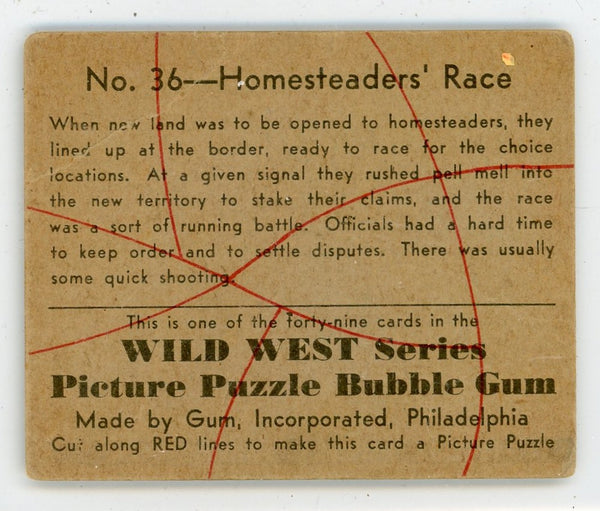 No. 36--Homesteaders' Race
When new land was to be opened to homesteaders, they
lined up at the border, ready to race for the choice
locations. At a given signal they rushed pell mell into
the new territory to stake their claims, and the race
was a sort of running battle. Officials had a hard time
to keep order and to settle disputes. There was usually
some quick shooting.
This is one of the forty-nine cards in the
WILD WEST Series
Picture Puzzle Bubble Gum
Made by Gum, Incorporated, Philadelphia
Cut along RED lines to make this card a Picture Puzzle